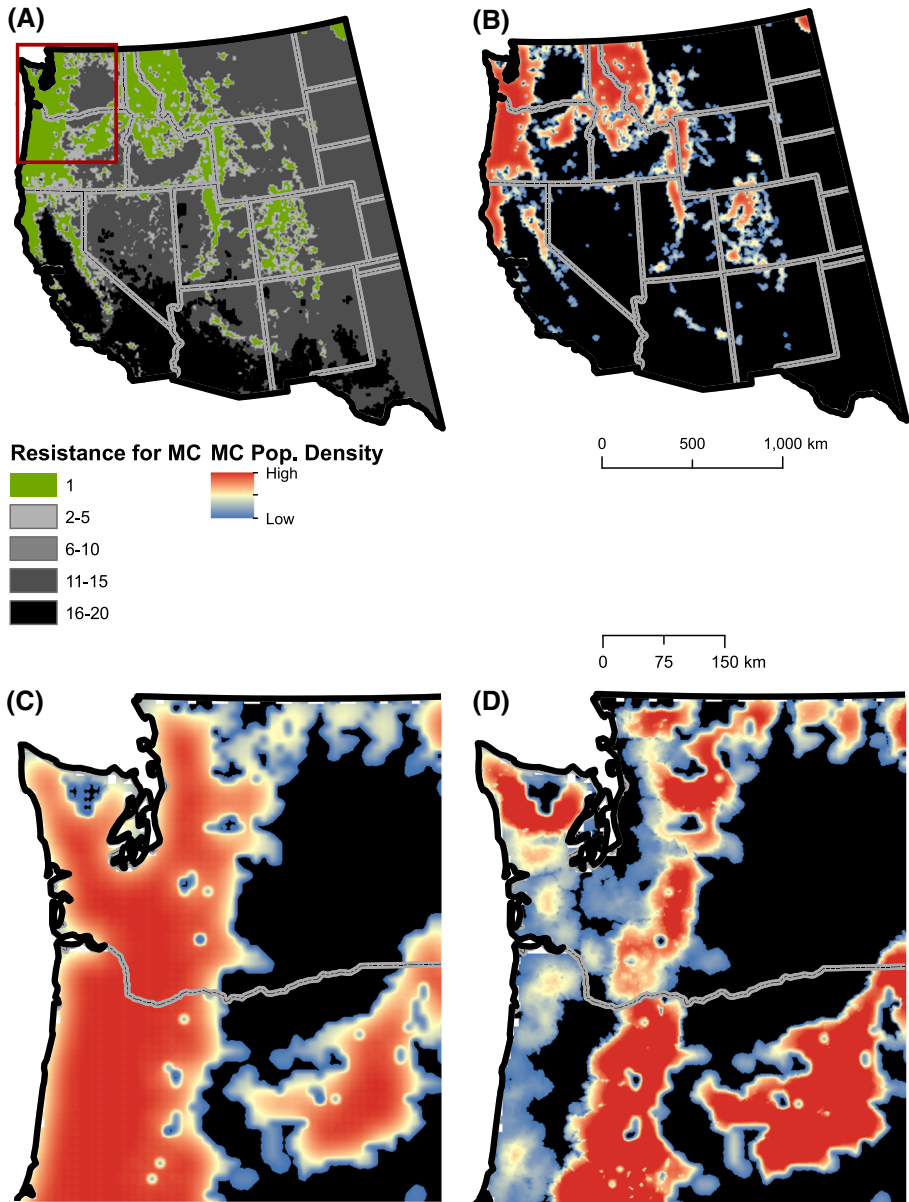 (A)
(B)
Resistance for MC
1
2-5
6-10
11-15
16-20
MC Pop. Density
High
Low
0 500 1,000 km
0 75 150 km
(C)
(D)